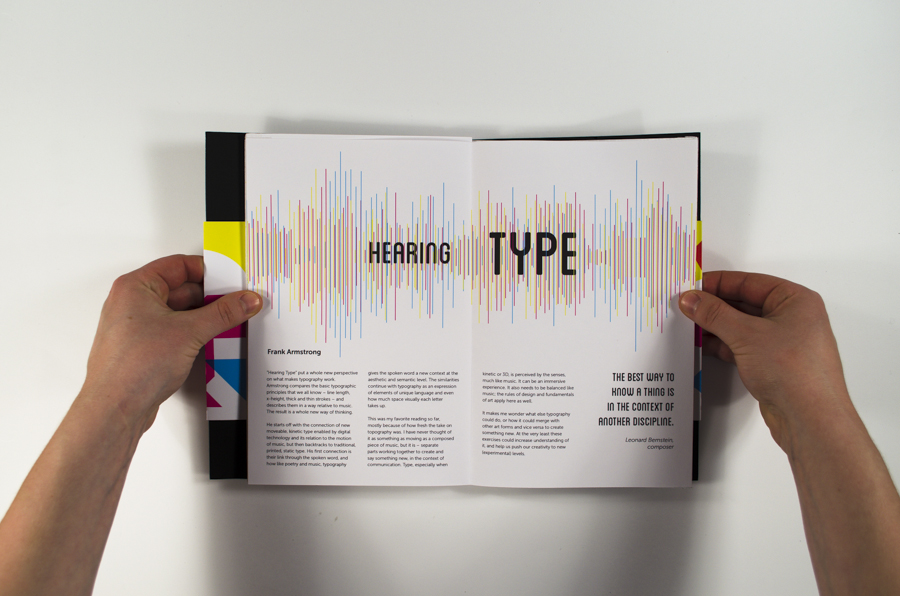 HEARING TYPE
Frank Armstrong
"Hearing Type" put a whole new perspective
on what makes typography work.
Armstrong compares the basic typographic
principles that we all know – line length,
x-height, thick and thin strokes – and
describes them in a way relative to music.
The result is a whole new way of thinking.
He starts off with the connection of new
moveable, kinetic type enabled by digital
technology and its relation to the motion
of music, but then backtracks to traditional,
printed, static type. His first connection is
their link through the spoken word, and
how like poetry and music, typography
gives the spoken word a new context at the
aesthetic and semantic level. The similarities
continue with typography as an expression
of elements of unique language and even
how much space visually each letter
takes up.
This was my favorite reading so far,
mostly because of how fresh the take on
topography was. I have never thought of
it as something as moving as a composed
piece of music, but it is – separate
parts working together to create and
say something new, in the context of
communication. Type, especially when
kinetic or 3D, is perceived by the senses,
much like music. It can be an immersive
experience. It also needs to be balanced like
music; the rules of design and fundamentals
of art apply here as well.
It makes me wonder what else typography
could do, or how it could merge with
other art forms and vice versa to create
something new. At the very least these
exercises could increase understanding of
it and help us push our creativity to new
(experimental) levels.
THE BEST WAY TO
KNOW A THING IS
IN THE CONTEXT OF
ANOTHER DISCIPLINE.
Leonard Bernstein,
composer